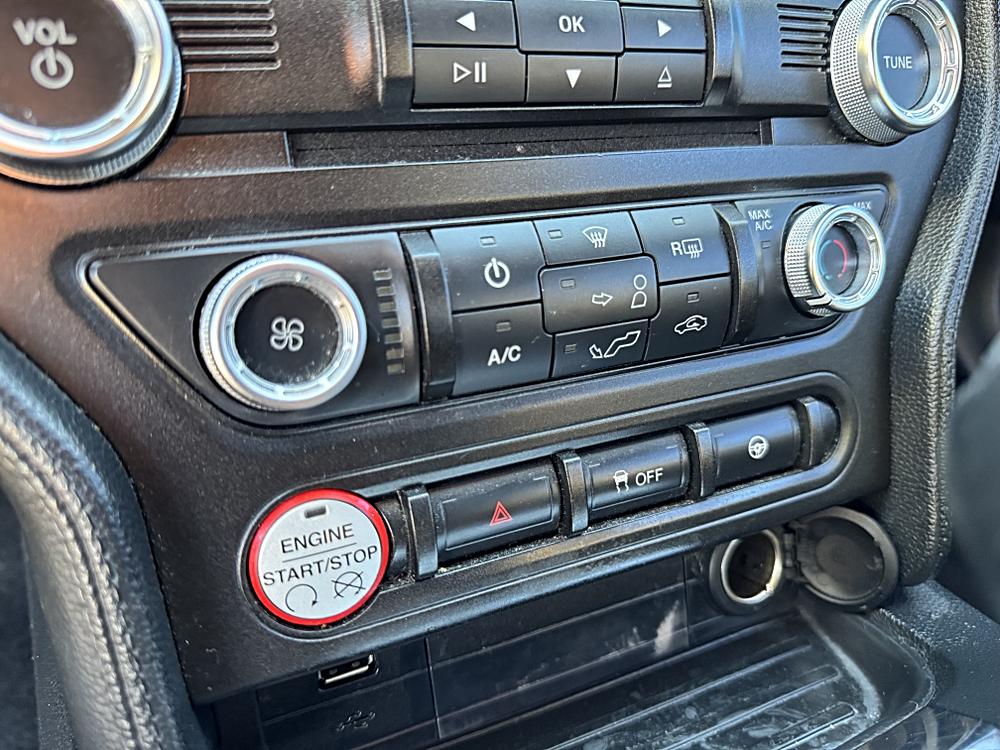 VOL
OK
TUNE
MAX
A/C
MAX
R
A/C
OFF
ENGINE
START/STOP